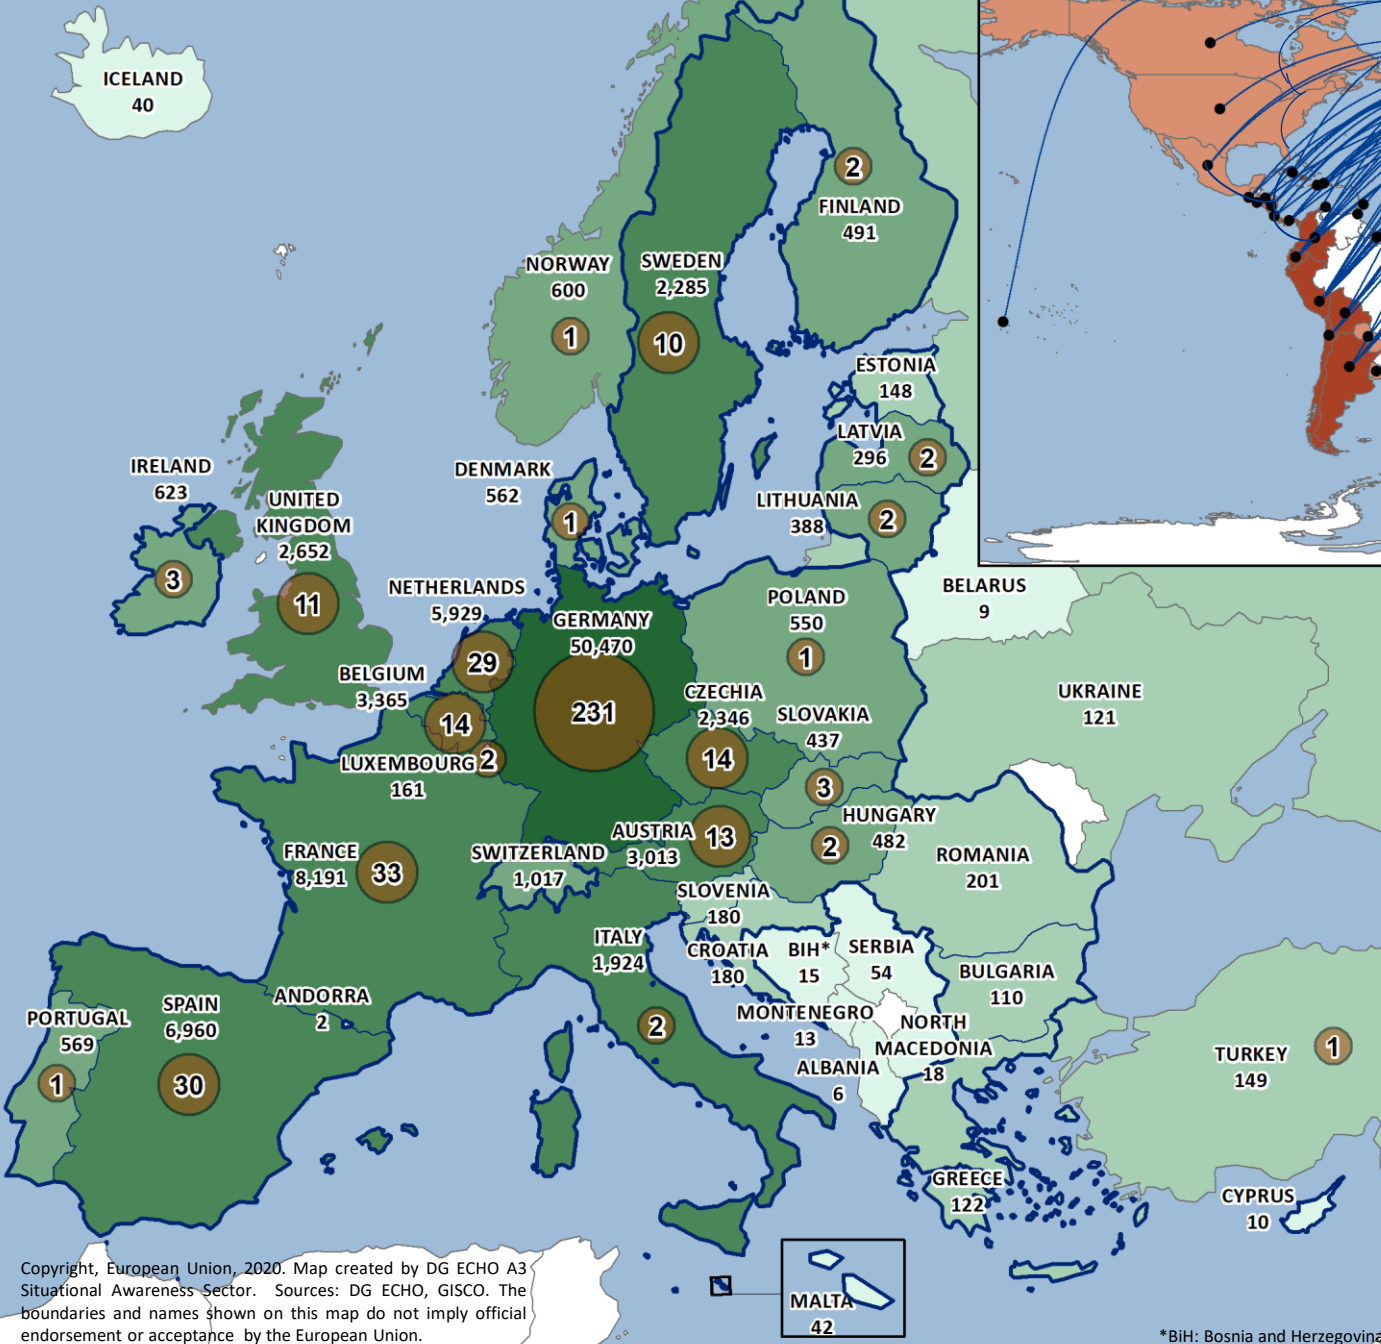 ICELAND
40
2
FINLAND
491
NORWAY
600
1
SWEDEN
2,285
10
ESTONIA
148
LATVIA
296
2
LITHUANIA
388
2
DENMARK
562
1
IRELAND
623
3
UNITED
KINGDOM
2,652
11
NETHERLANDS
5,929
29
GERMANY
50,470
231
POLAND
550
1
BELARUS
9
UKRAINE
121
BELGIUM
3,365
14
LUXEMBOURG
161
2
CZECHIA
2,346
14
SLOVAKIA
437
3
HUNGARY
482
2
AUSTRIA
3,013
13
SWITZERLAND
1,017
FRANCE
8,191
33
ROMANIA
201
SLOVENIA
180
CROATIA
180
BIH*
15
SERBIA
54
ITALY
1,924
2
BULGARIA
110
MONTENEGRO
13
NORTH
MACEDONIA
18
ALBANIA
6
ANDORRA
2
SPAIN
6,960
30
PORTUGAL
569
1
TURKEY
149
1
GREECE
122
CYPRUS
10
MALTA
42
Copyright, European Union, 2020. Map created by DG ECHO A3
Situational Awareness Sector. Sources: DG ECHO, GISCO. The
boundaries and names shown on this map do not imply official
endorsement or acceptance by the European Union.
*BiH: Bosnia and Herzegovina